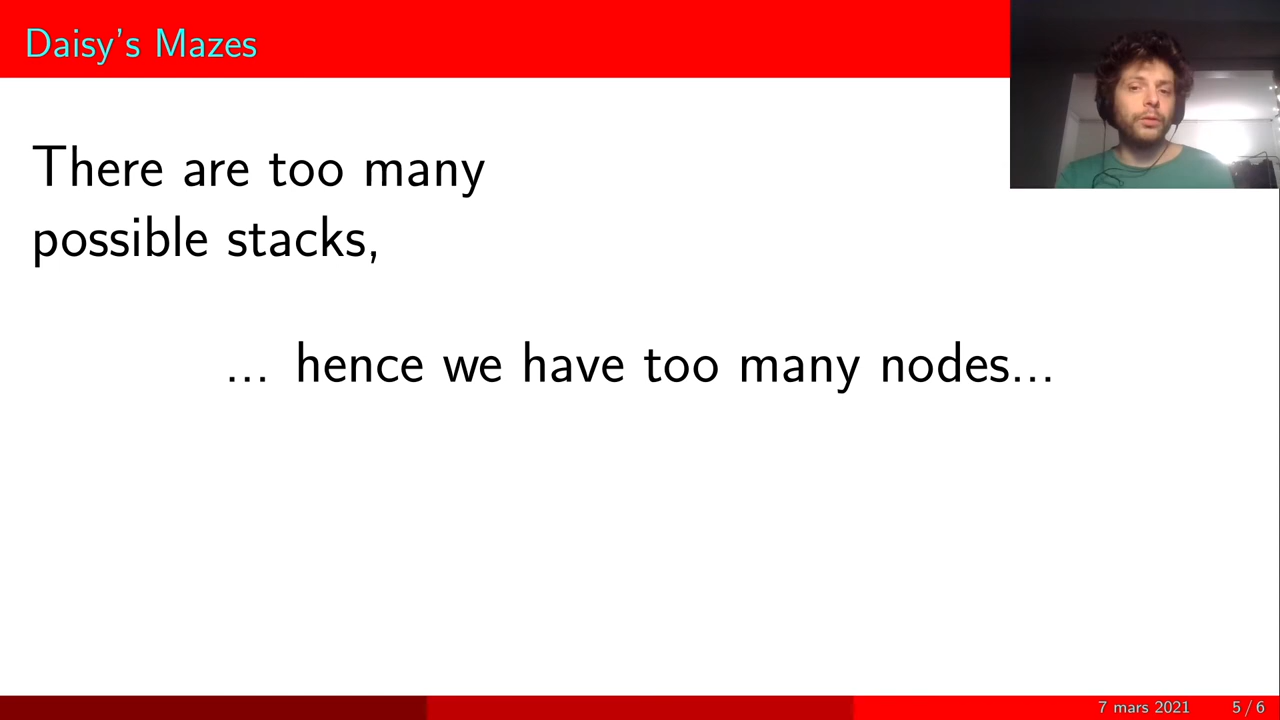 Daisy's Mazes
There are too many
possible stacks,
... hence we have too many nodes...
7 mars 2021 5 / 6